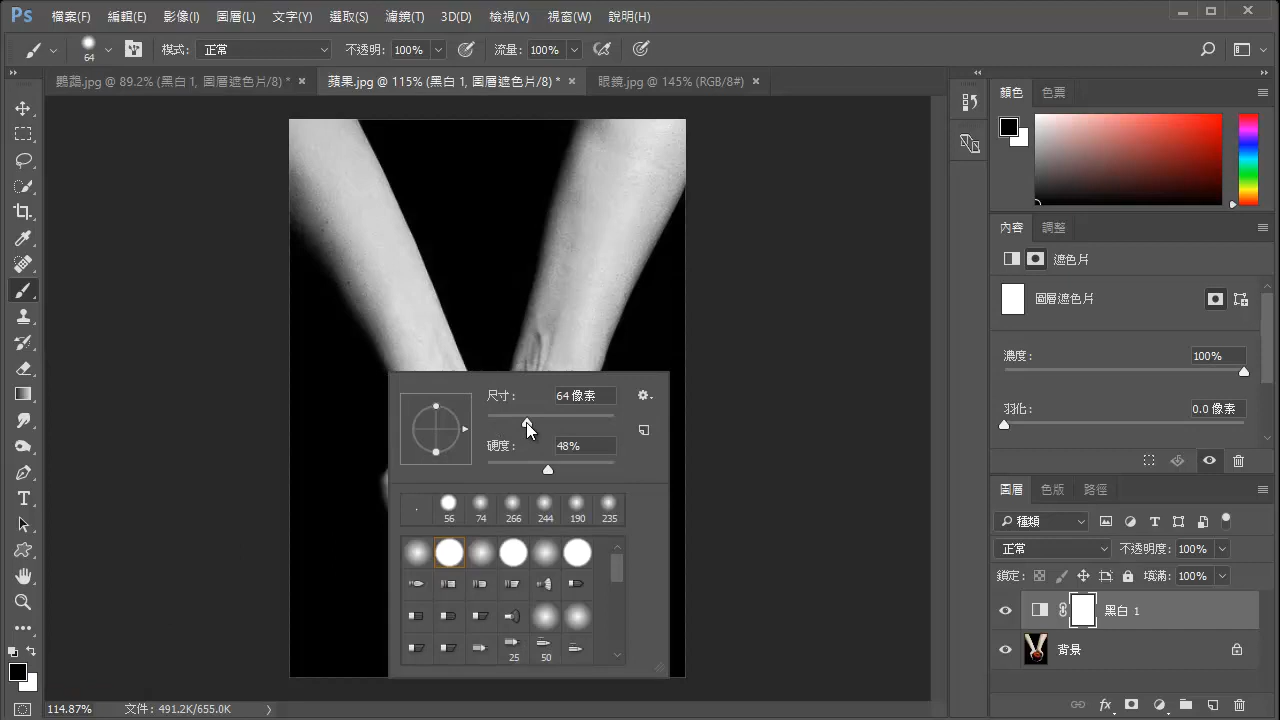 Ps 檔案(F) 編輯(E) 影像(I) 圖層(L) 文字(Y) 選取(S) 濾鏡(T) 3D(D) 檢視(V) 視窗(W) 說明(H)
64 模式: 正常 不透明: 100% 流量: 100%
鸚鵡.jpg @ 89.2% (黑白 1, 圖層遮色片/8) * 蘋果.jpg @ 115% (黑白 1, 圖層遮色片/8) * 眼鏡.jpg @ 145% (RGB/8#)
顏色 色票
內容 調整
遮色片
圖層遮色片
濃度: 100%
羽化: 0.0 像素
尺寸: 64 像素
硬度: 48%
56 74 266 244 190 235
25 50
圖層 色版 路徑
種類
正常 不透明度: 100%
鎖定: 填滿: 100%
黑白 1
背景
114.87% 文件: 491.2K/655.0K